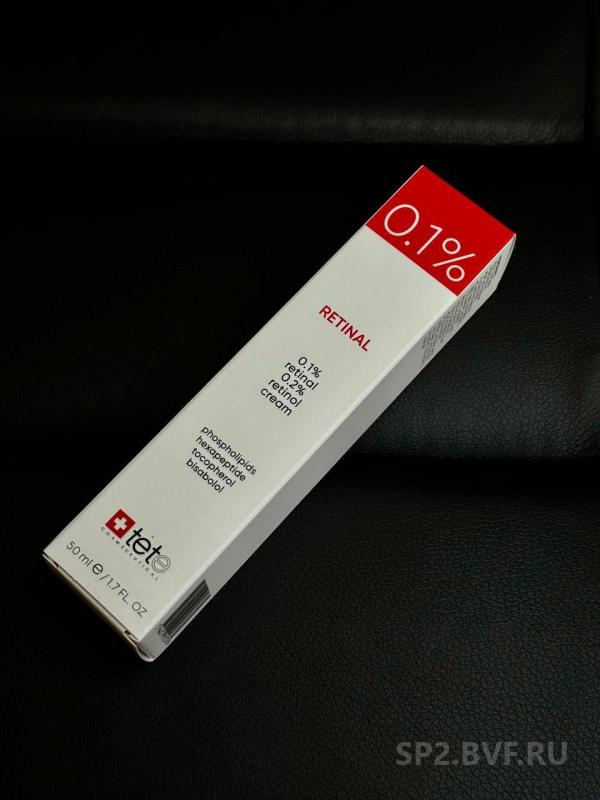 0.1%
RETINAL
0.1%
retinal
0.2%
retinol
cream
phospholipids
hexapeptide
tocopherol
bisabolol
tete
COSMECEUTICAL
50 ml e / 1.7 FL. OZ
SP2.BVF.RU